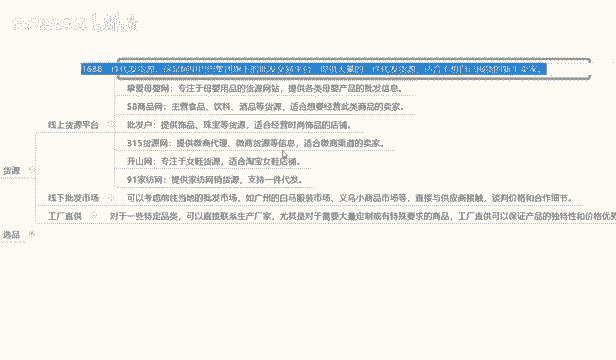 1688
挚爱母婴网：专注于母婴用品的货源网站，提供各类母婴产品的批发信息。
58商品网：主营食品、饮料、酒品等货源，适合想要经营此类商品的卖家。
线上货源平台
批发户：提供饰品、珠宝等货源，适合经营时尚饰品的店铺。
315货源网：提供微商代理、微商货源等信息，适合微商渠道的卖家。
货源
开山网：专注于女鞋货源，适合淘宝女鞋店铺。
91家纺网：提供家纺网销货源，支持一件代发。
线下批发市场
可以考虑前往当地的批发市场，如广州的白马服装市场、义乌小商品市场等，直接与供应商接触，谈判价格和合作细节。
工厂直供
对于一些特定品类，可以直接联系生产厂家，尤其是对于需要大量定制或有特殊要求的商品，工厂直供可以保证产品的独特性和价格优势
选品